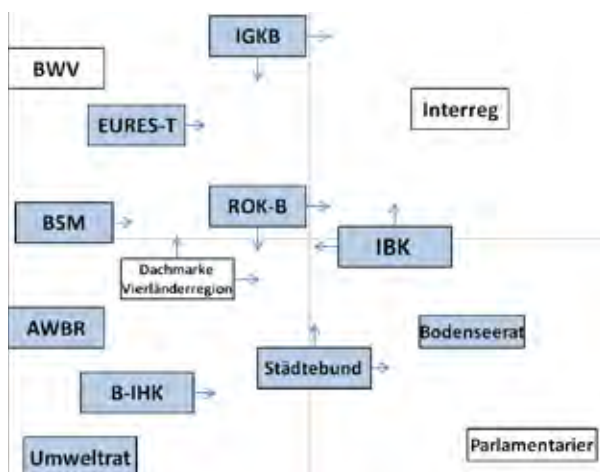 IGKB
BWV
Interreg
EURES-T
ROK-B
BSM
IBK
Dachmarke
Vierländerregion
AWBR
Bodenseerat
Städtebund
B-IHK
Umweltrat
Parlamentarier